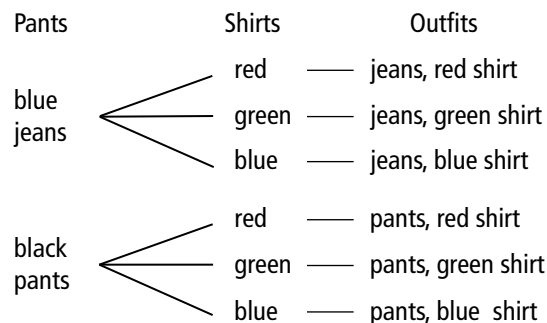 Pants Shirts Outfits
red jeans, red shirt
blue jeans
green jeans, green shirt
blue jeans, blue shirt
red pants, red shirt
black pants
green pants, green shirt
blue pants, blue shirt